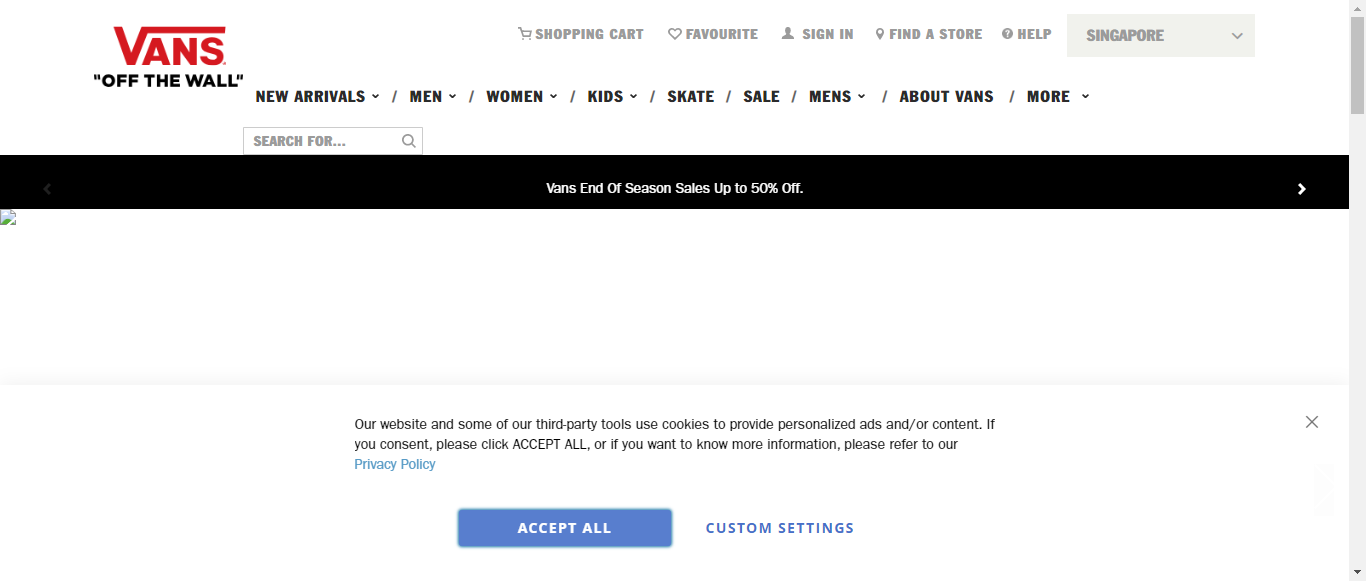 VANS
"OFF THE WALL"
SHOPPING CART FAVOURITE SIGN IN FIND A STORE HELP SINGAPORE
NEW ARRIVALS / MEN / WOMEN / KIDS / SKATE / SALE / MENS / ABOUT VANS / MORE
SEARCH FOR...
Vans End Of Season Sales Up to 50% Off.
Our website and some of our third-party tools use cookies to provide personalized ads and/or content. If
you consent, please click ACCEPT ALL, or if you want to know more information, please refer to our
Privacy Policy
ACCEPT ALL CUSTOM SETTINGS